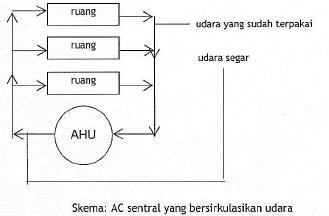 ruang
udara yang sudah terpakai
ruang
udara segar
ruang
AHU
Skema: AC sentral yang bersirkulasikan udara